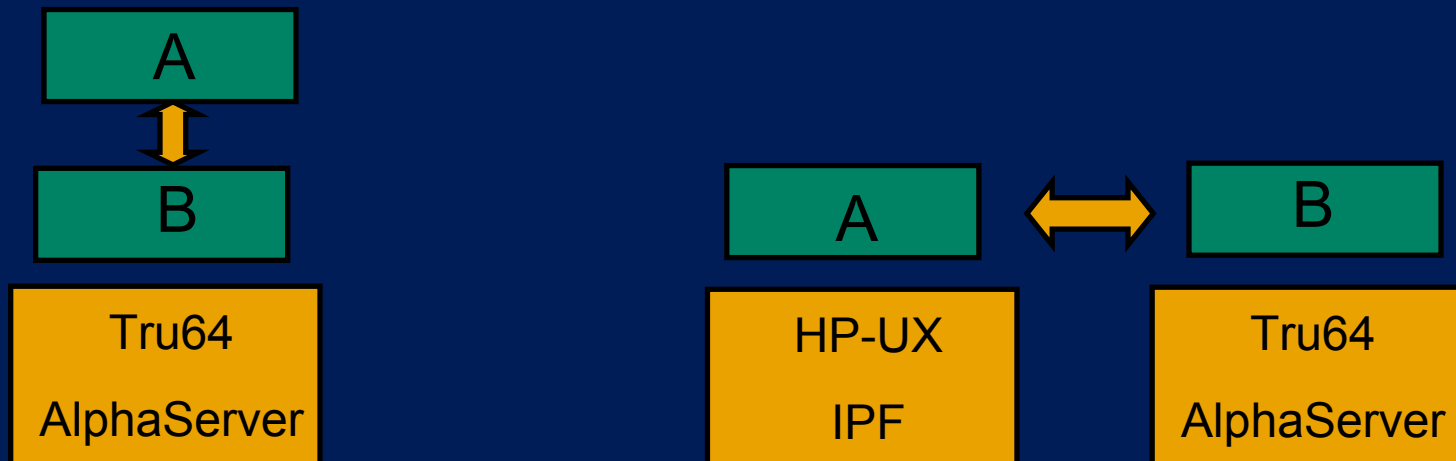 A
B
Tru64
AlphaServer
A
HP-UX
IPF
B
Tru64
AlphaServer